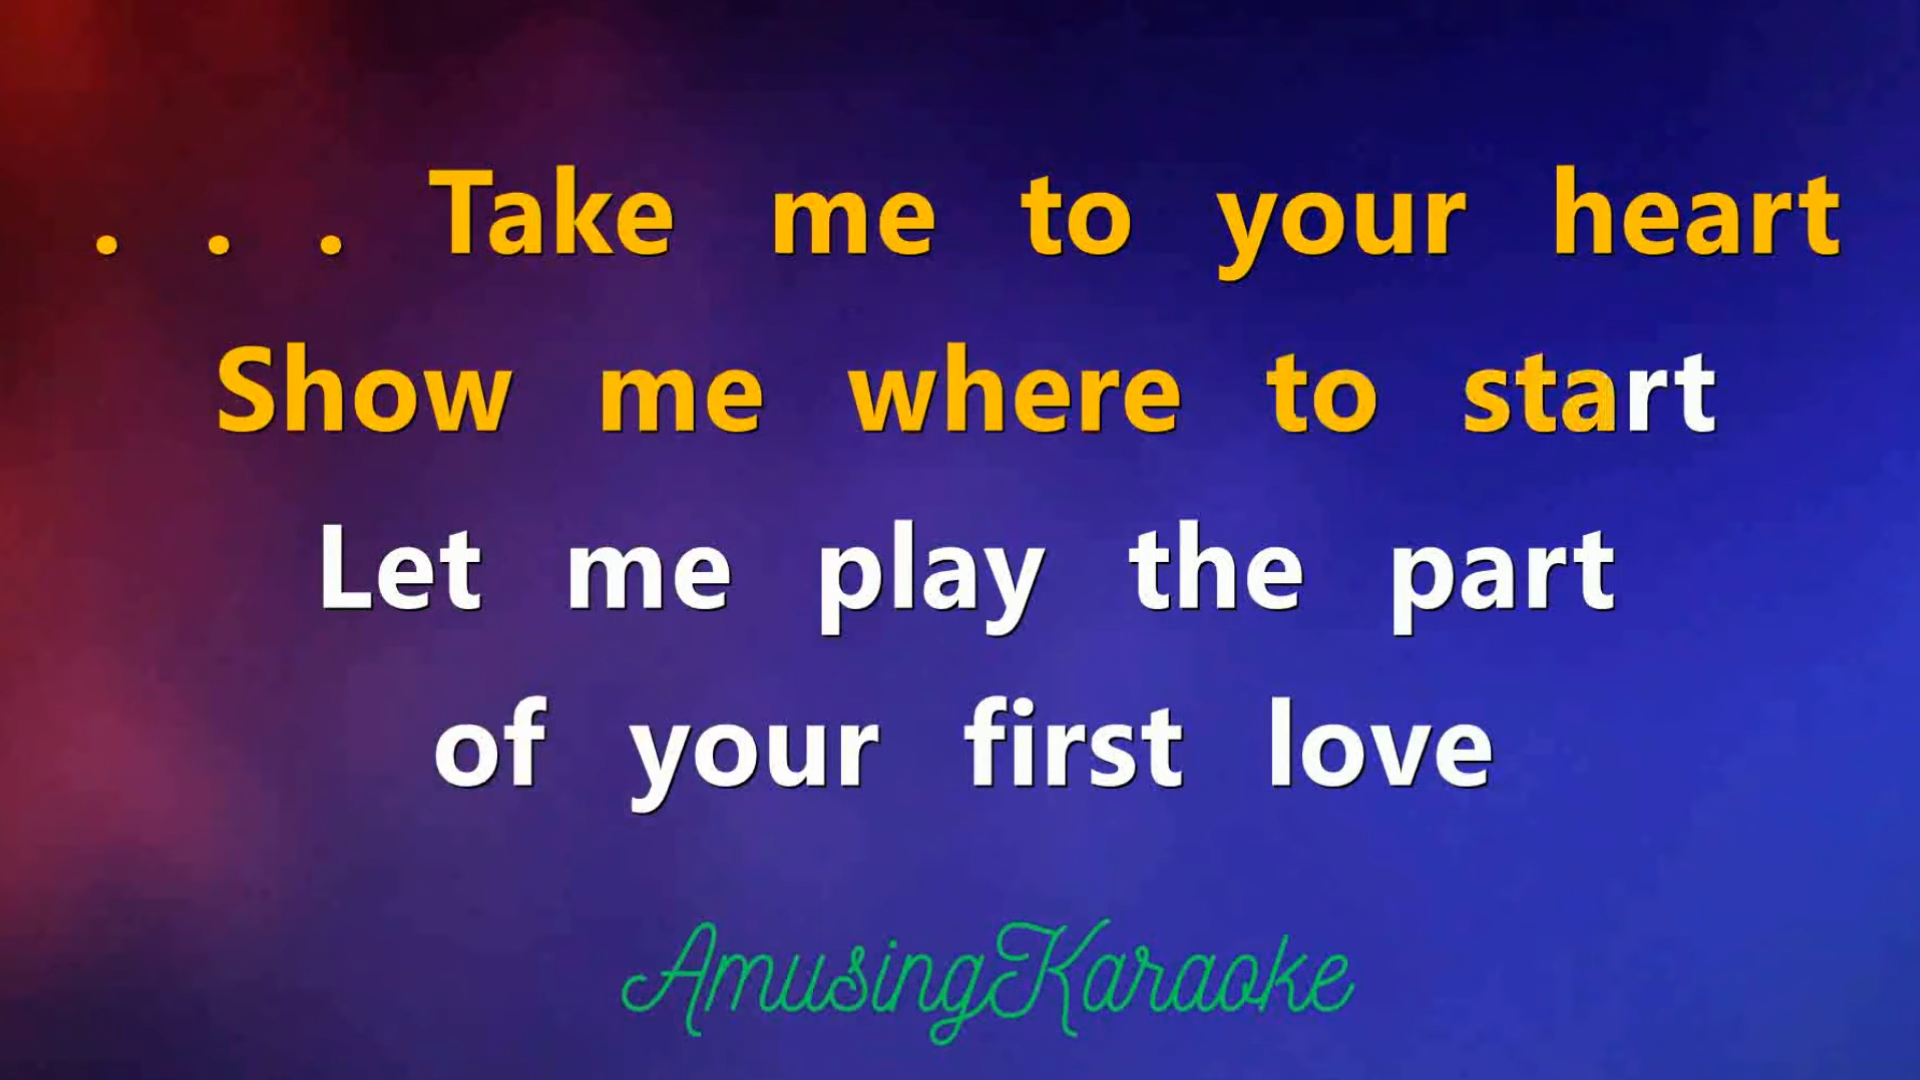 . . . Take me to your heart
Show me where to start
Let me play the part
of your first love
AmusingKaraoke